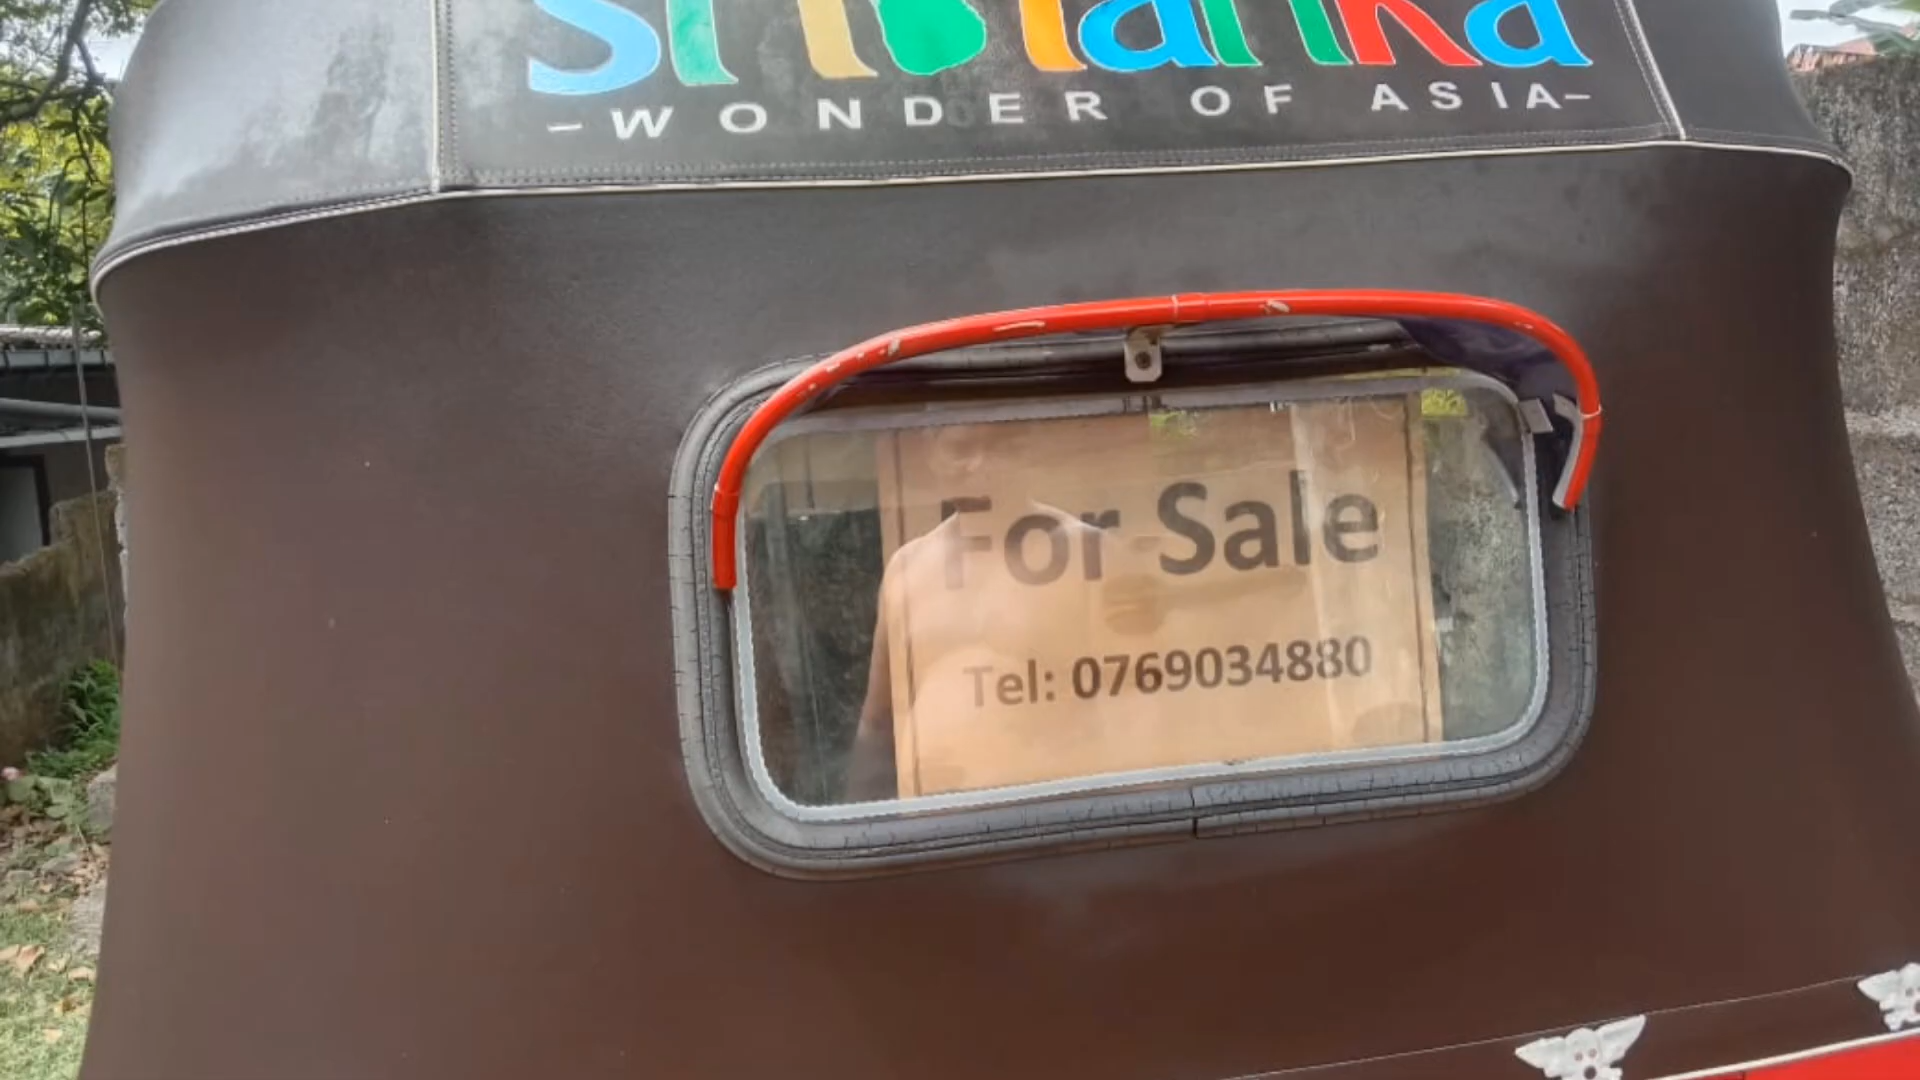 Sri lanka
– WONDER OF ASIA –
For Sale
Tel: 0769034880